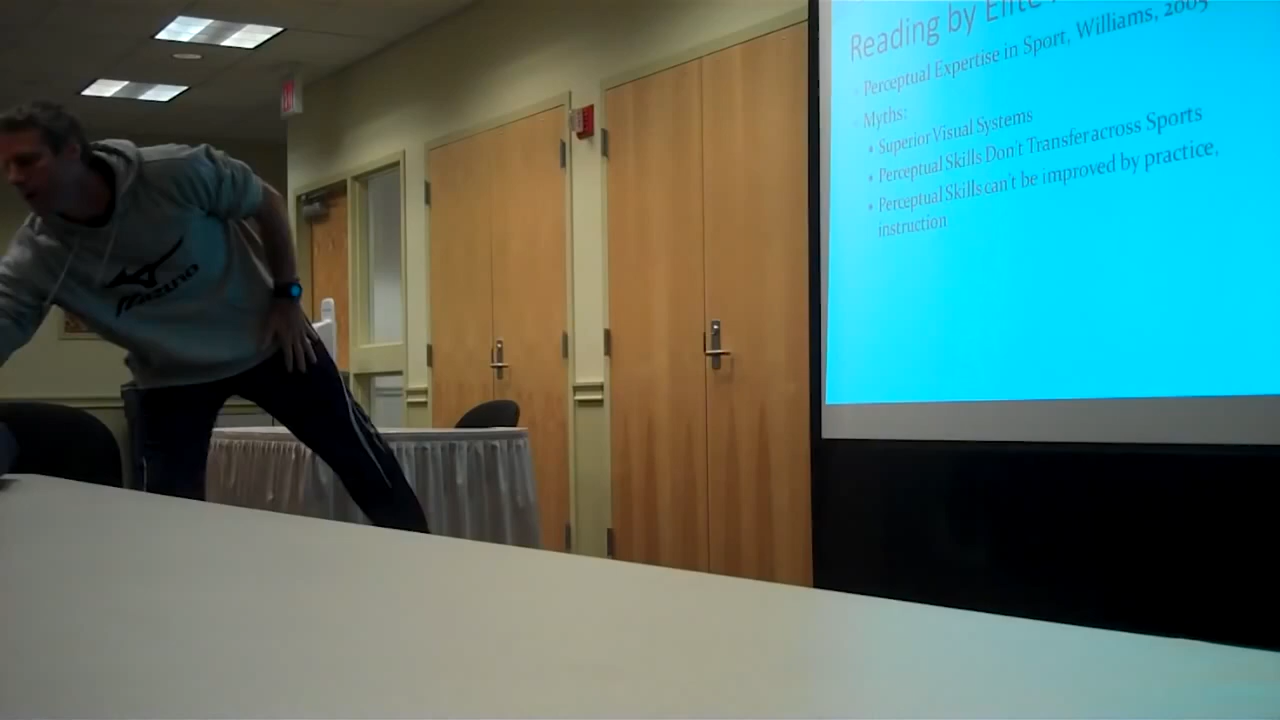 Reading by Elite
Perceptual Expertise in Sport, Williams, 2005
Myths:
• Superior Visual Systems
• Perceptual Skills Don't Transfer across Sports
• Perceptual Skills can't be improved by practice,
instruction
Mizuno